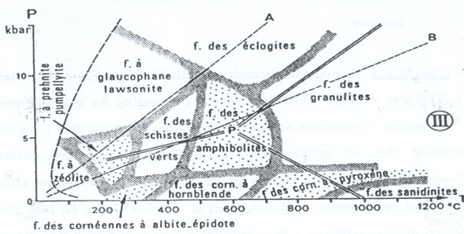 P
kbar
A
B
f. des éclogites
f. à prehnite
pumpellyite
f. à
glaucophane
lawsonite
10
f. des
granulites
III
f. des
schistes
verts
P
f. des
amphibolités
5
f. à
zéolite
f. des corn. à
hornblende
f des corn. à pyroxène
f. des sanidinites
0
200
400
600
800
1000
1200 °C
T
f. des cornéennes à albite-épidote